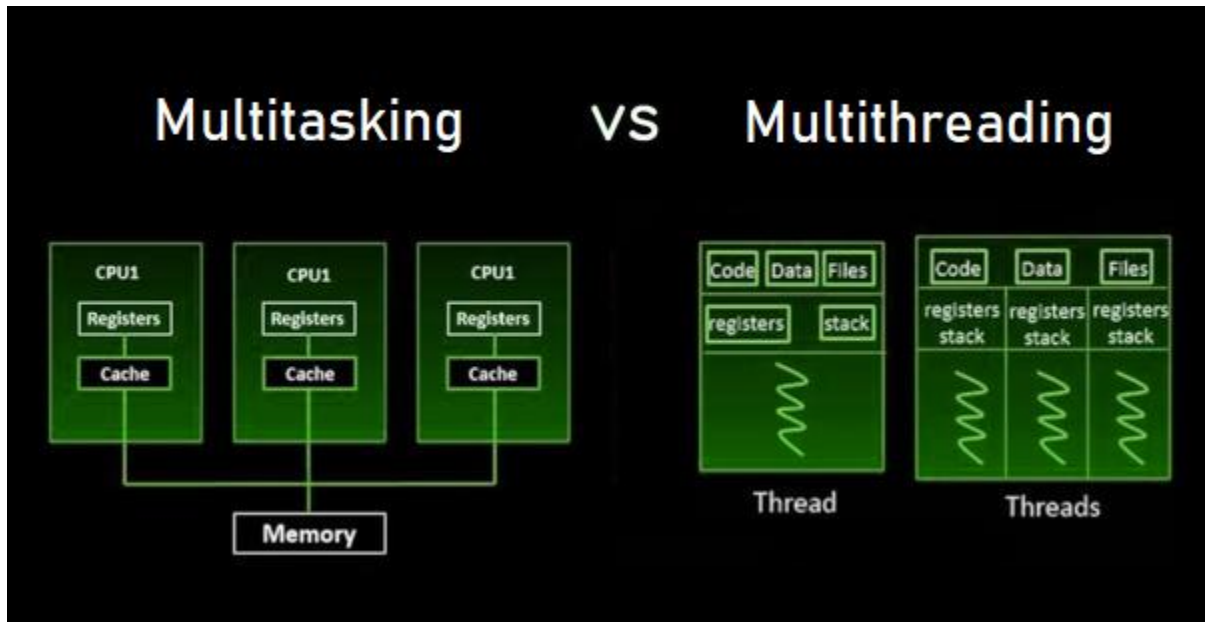 Multitasking vs Multithreading
CPU1 CPU1 CPU1
Registers Registers Registers
Cache Cache Cache
Memory
Code Data Files
registers stack
Thread
Code Data Files
registers registers registers
stack stack stack
Threads